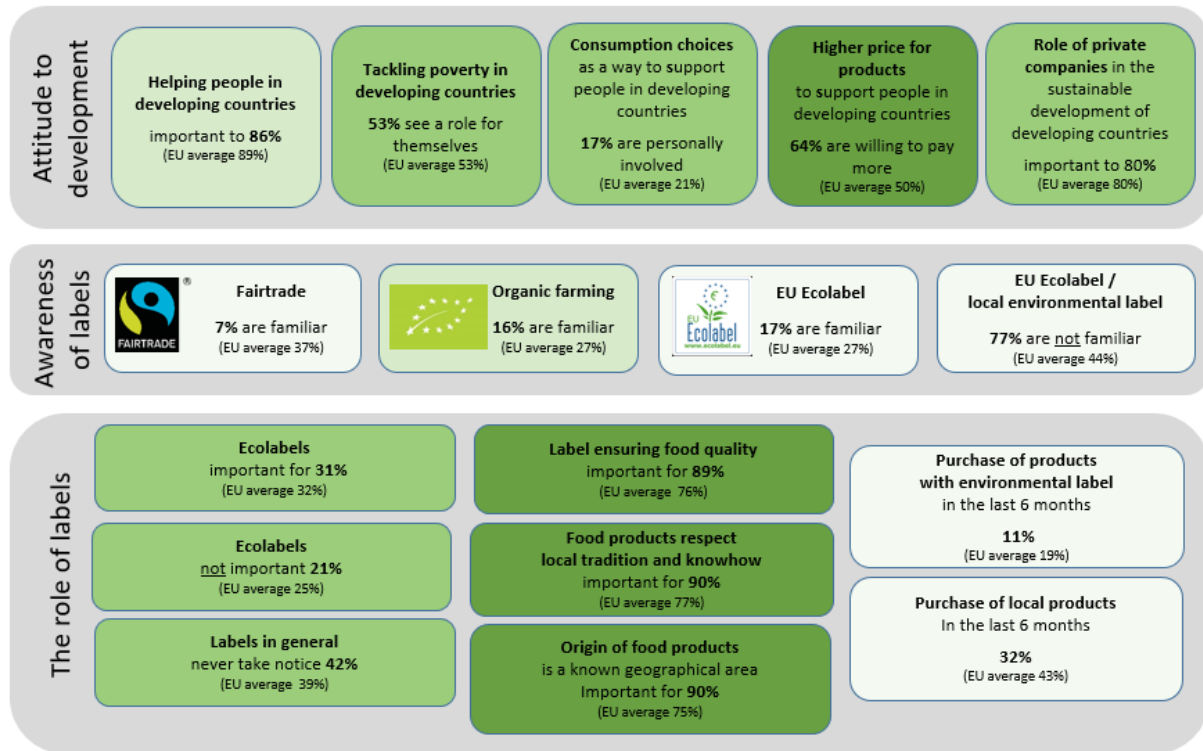 Attitude to
development
Helping people in
developing countries
important to 86%
(EU average 89%)
Tackling poverty in
developing countries
53% see a role for
themselves
(EU average 53%)
Consumption choices
as a way to support
people in developing
countries
17% are personally
involved
(EU average 21%)
Higher price for
products
to support people in
developing countries
64% are willing to pay
more
(EU average 50%)
Role of private
companies in the
sustainable
development of
developing countries
important to 80%
(EU average 80%)
Awareness
of labels
FAIRTRADE
®
Fairtrade
7% are familiar
(EU average 37%)
Organic farming
16% are familiar
(EU average 27%)
EU
Ecolabel
www.ecolabel.eu
EU Ecolabel
17% are familiar
(EU average 27%)
EU Ecolabel /
local environmental label
77% are not familiar
(EU average 44%)
The role of labels
Ecolabels
important for 31%
(EU average 32%)
Ecolabels
not important 21%
(EU average 25%)
Labels in general
never take notice 42%
(EU average 39%)
Label ensuring food quality
important for 89%
(EU average 76%)
Food products respect
local tradition and knowhow
important for 90%
(EU average 77%)
Origin of food products
is a known geographical area
Important for 90%
(EU average 75%)
Purchase of products
with environmental label
in the last 6 months
11%
(EU average 19%)
Purchase of local products
In the last 6 months
32%
(EU average 43%)